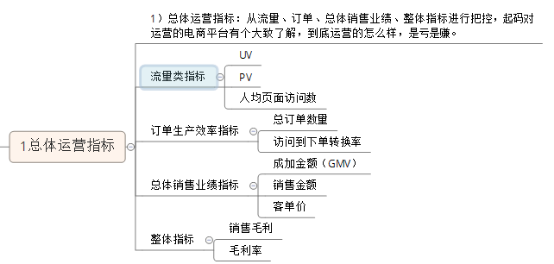 1）总体运营指标：从流量、订单、总体销售业绩、整体指标进行把控，起码对
运营的电商平台有个大致了解，到底运营的怎么样，是亏是赚。
UV
流量类指标
PV
人均页面访问数
总订单数量
订单生产效率指标
访问到下单转换率
1总体运营指标
成加金额（GMV）
总体销售业绩指标
销售金额
客单价
销售毛利
整体指标
毛利率